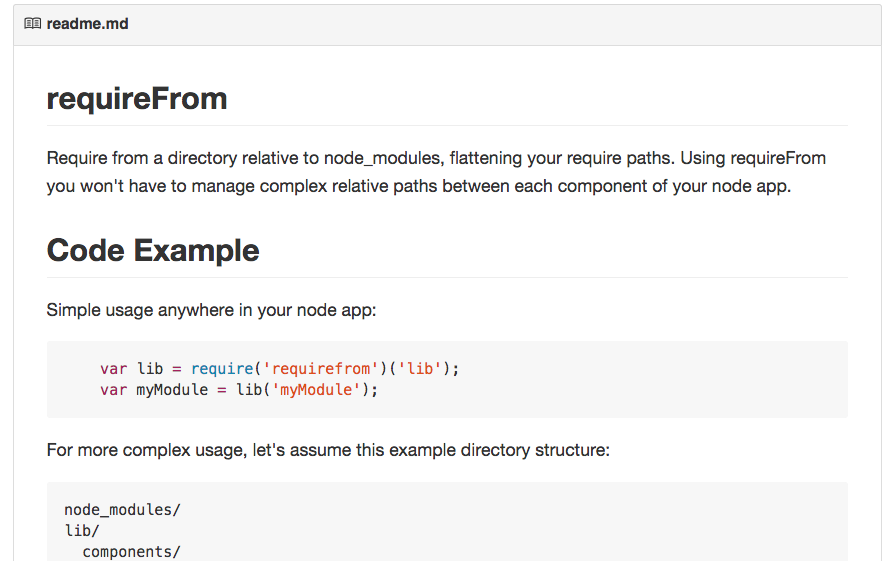 readme.md
requireFrom
Require from a directory relative to node_modules, flattening your require paths. Using requireFrom
you won't have to manage complex relative paths between each component of your node app.
Code Example
Simple usage anywhere in your node app:
var lib = require('requirefrom')('lib');
var myModule = lib('myModule');
For more complex usage, let's assume this example directory structure:
node_modules/
lib/
components/